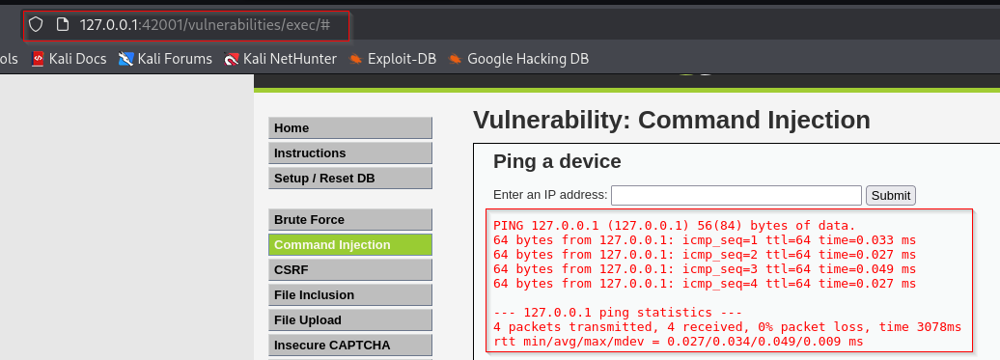 127.0.0.1:42001/vulnerabilities/exec/#
ols Kali Docs Kali Forums Kali NetHunter Exploit-DB Google Hacking DB
Vulnerability: Command Injection
Home
Instructions
Setup / Reset DB
Brute Force
Command Injection
CSRF
File Inclusion
File Upload
Insecure CAPTCHA
Ping a device
Enter an IP address: Submit
PING 127.0.0.1 (127.0.0.1) 56(84) bytes of data.
64 bytes from 127.0.0.1: icmp_seq=1 ttl=64 time=0.033 ms
64 bytes from 127.0.0.1: icmp_seq=2 ttl=64 time=0.027 ms
64 bytes from 127.0.0.1: icmp_seq=3 ttl=64 time=0.049 ms
64 bytes from 127.0.0.1: icmp_seq=4 ttl=64 time=0.027 ms
--- 127.0.0.1 ping statistics ---
4 packets transmitted, 4 received, 0% packet loss, time 3078ms
rtt min/avg/max/mdev = 0.027/0.034/0.049/0.009 ms